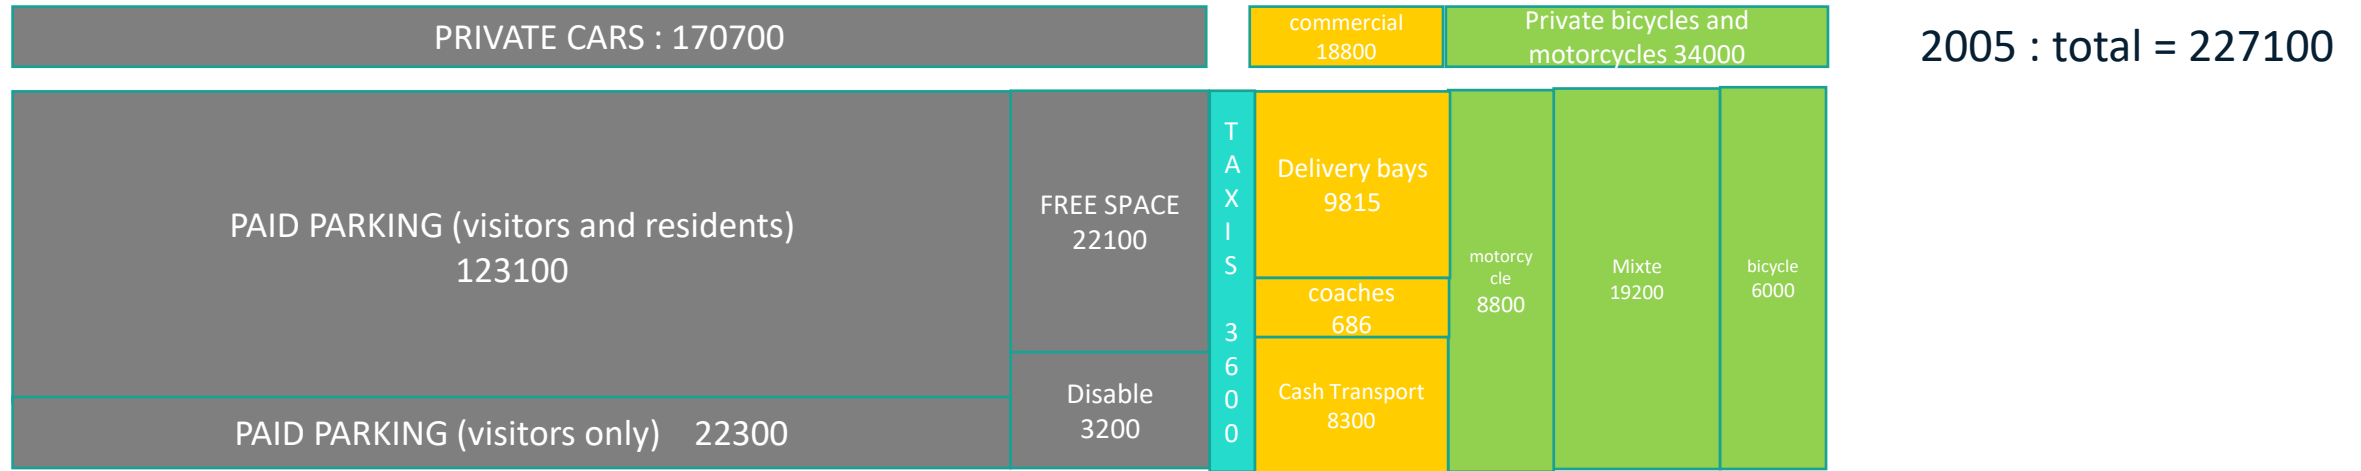 PRIVATE CARS : 170700
commercial
18800
Private bicycles and
motorcycles 34000
2005 : total = 227100
PAID PARKING (visitors and residents)
123100
PAID PARKING (visitors only) 22300
FREE SPACE
22100
Disable
3200
T
A
X
I
S
3
6
0
0
Delivery bays
9815
coaches
686
Cash Transport
8300
motorcy
cle
8800
Mixte
19200
bicycle
6000